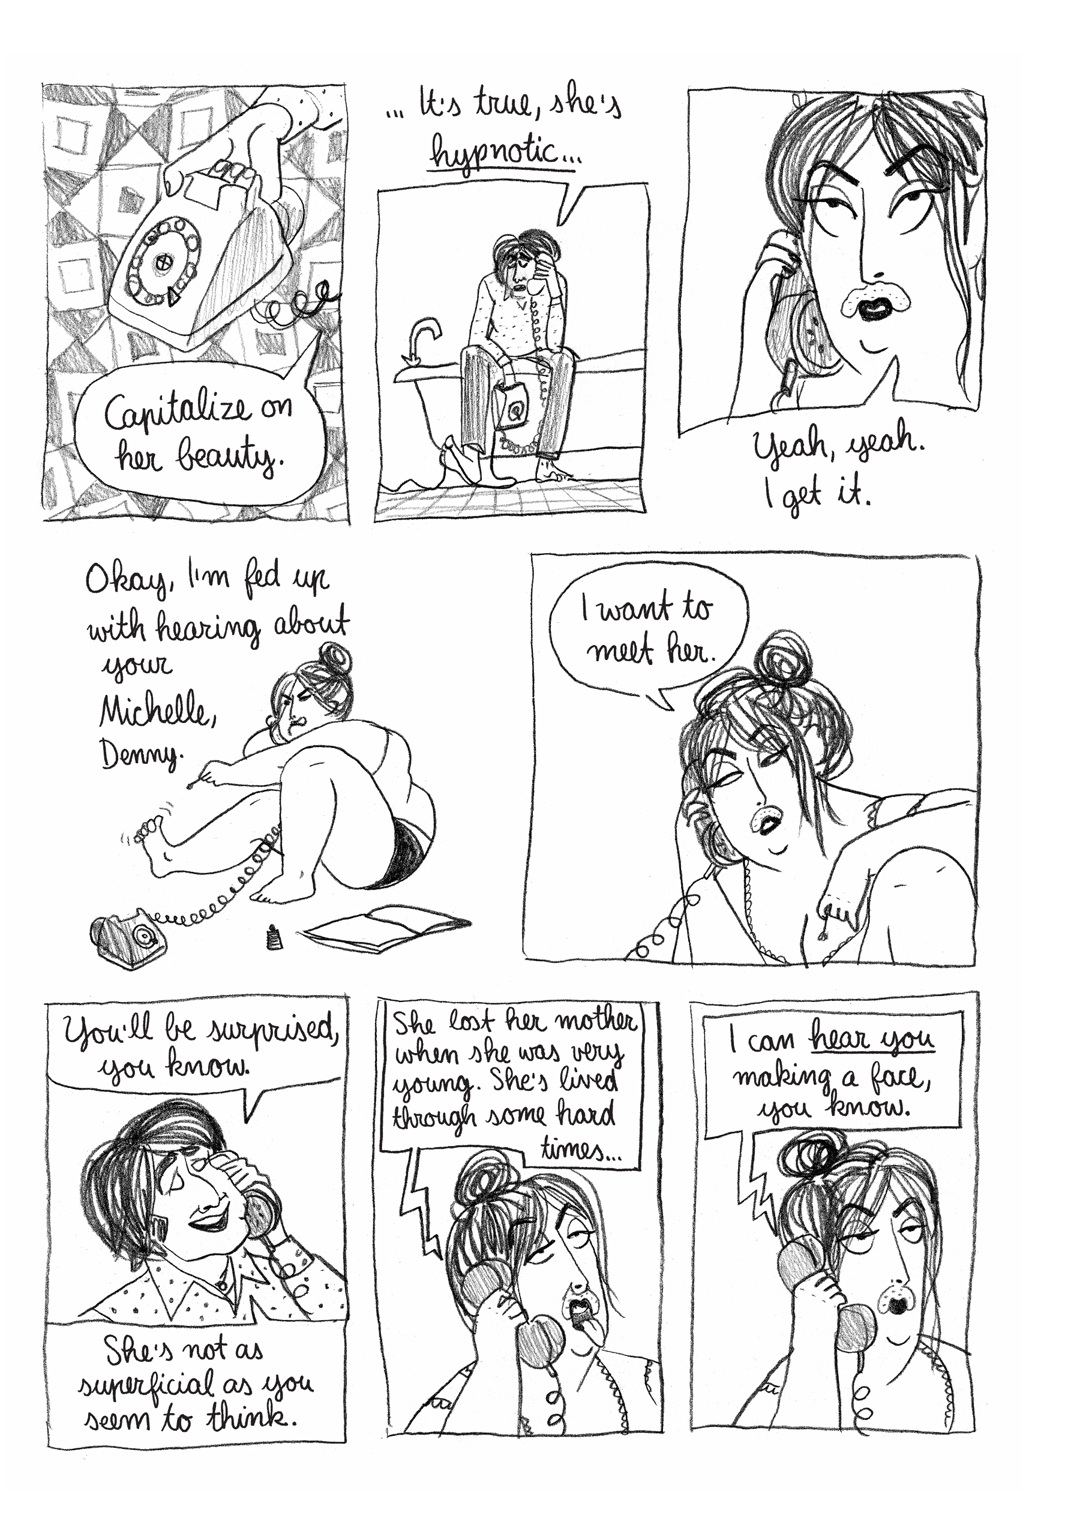 Capitalize on
her beauty.
... It's true, she's
hypnotic...
Yeah, yeah.
I get it.
Okay, I'm fed up
with hearing about
your
Michelle,
Denny.
I want to
meet her.
You'll be surprised,
you know.
She's not as
superficial as you
seem to think.
She lost her mother
when she was very
young. She's lived
through some hard
times...
I can hear you
making a face,
you know.